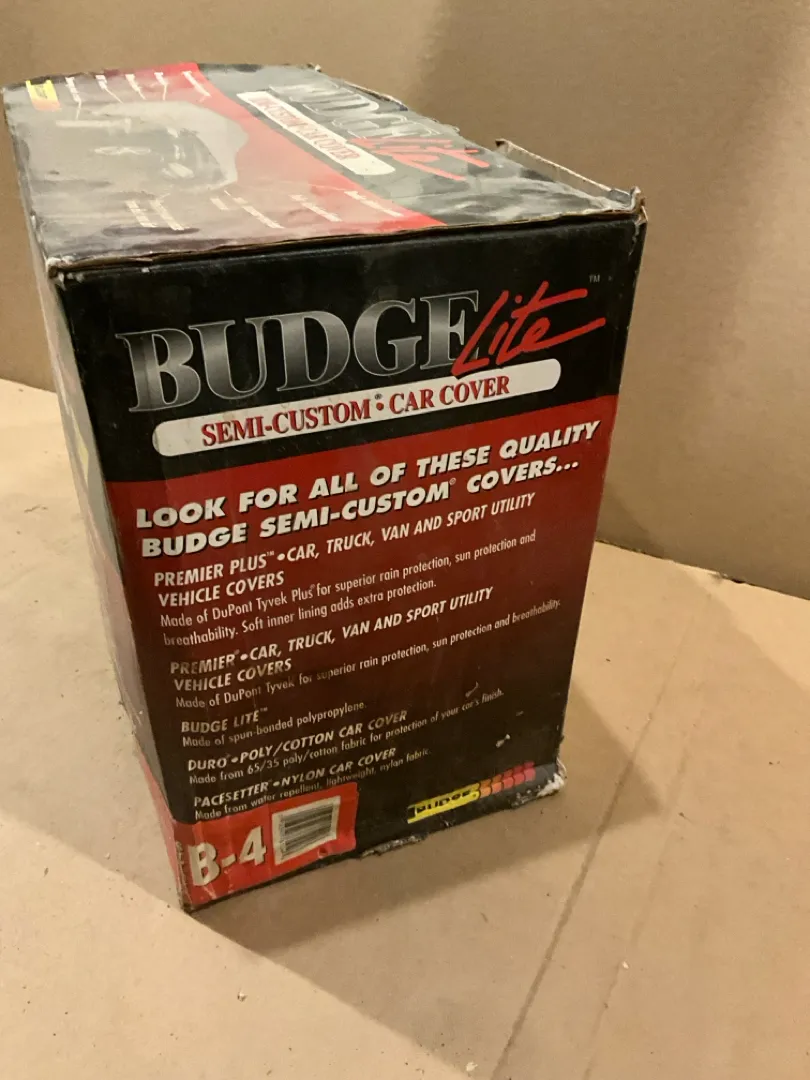 BUDGE Lite™
SEMI-CUSTOM® • CAR COVER
LOOK FOR ALL OF THESE QUALITY
BUDGE SEMI-CUSTOM® COVERS...
PREMIER PLUS™ • CAR, TRUCK, VAN AND SPORT UTILITY
VEHICLE COVERS
Made of DuPont Tyvek Plus for superior rain protection, sun protection and
breathability. Soft inner lining adds extra protection.
PREMIER® • CAR, TRUCK, VAN AND SPORT UTILITY
VEHICLE COVERS
Made of DuPont Tyvek for superior rain protection, sun protection and breathability.
BUDGE LITE™
Made of spun-bonded polypropylene.
DURO® • POLY/COTTON CAR COVER
Made from 65/35 poly/cotton fabric for protection of your car's finish.
PACESETTER® • NYLON CAR COVER
Made from water repellent, lightweight, nylon fabric.
BUDGE
B-4